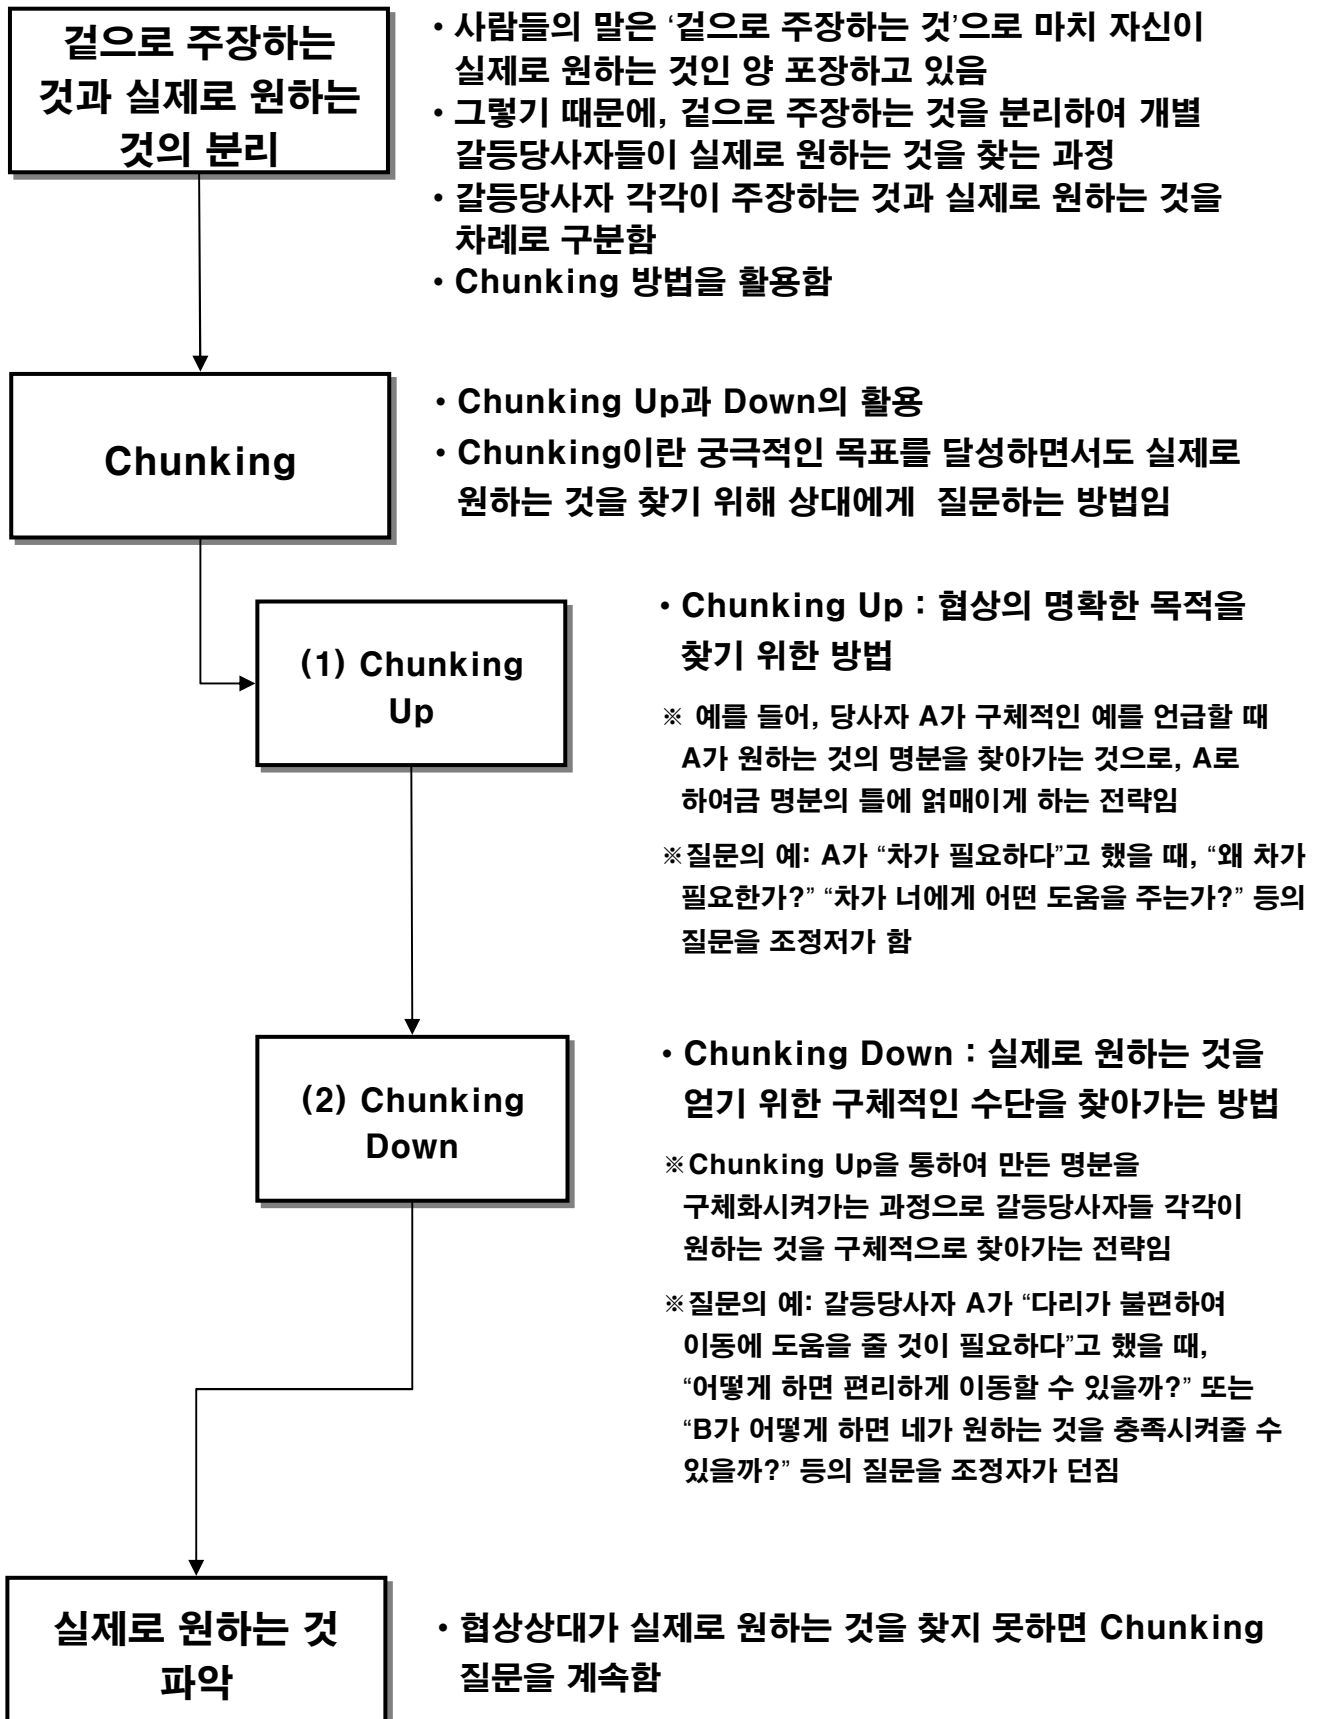 겉으로 주장하는
것과 실제로 원하는
것의 분리
• 사람들의 말은 ‘겉으로 주장하는 것’으로 마치 자신이
실제로 원하는 것인 양 포장하고 있음
• 그렇기 때문에, 겉으로 주장하는 것을 분리하여 개별
갈등당사자들이 실제로 원하는 것을 찾는 과정
• 갈등당사자 각각이 주장하는 것과 실제로 원하는 것을
차례로 구분함
• Chunking 방법을 활용함
Chunking
• Chunking Up과 Down의 활용
• Chunking이란 궁극적인 목표를 달성하면서도 실제로
원하는 것을 찾기 위해 상대에게 질문하는 방법임
(1) Chunking
Up
• Chunking Up : 협상의 명확한 목적을
찾기 위한 방법
※ 예를 들어, 당사자 A가 구체적인 예를 언급할 때
A가 원하는 것의 명분을 찾아가는 것으로, A로
하여금 명분의 틀에 얽매이게 하는 전략임
※질문의 예: A가 “차가 필요하다”고 했을 때, “왜 차가
필요한가?” “차가 너에게 어떤 도움을 주는가?” 등의
질문을 조정저가 함
(2) Chunking
Down
• Chunking Down : 실제로 원하는 것을
얻기 위한 구체적인 수단을 찾아가는 방법
※Chunking Up을 통하여 만든 명분을
구체화시켜가는 과정으로 갈등당사자들 각각이
원하는 것을 구체적으로 찾아가는 전략임
※질문의 예: 갈등당사자 A가 “다리가 불편하여
이동에 도움을 줄 것이 필요하다”고 했을 때,
“어떻게 하면 편리하게 이동할 수 있을까?” 또는
“B가 어떻게 하면 네가 원하는 것을 충족시켜줄 수
있을까?” 등의 질문을 조정자가 던짐
실제로 원하는 것
파악
• 협상상대가 실제로 원하는 것을 찾지 못하면 Chunking
질문을 계속함